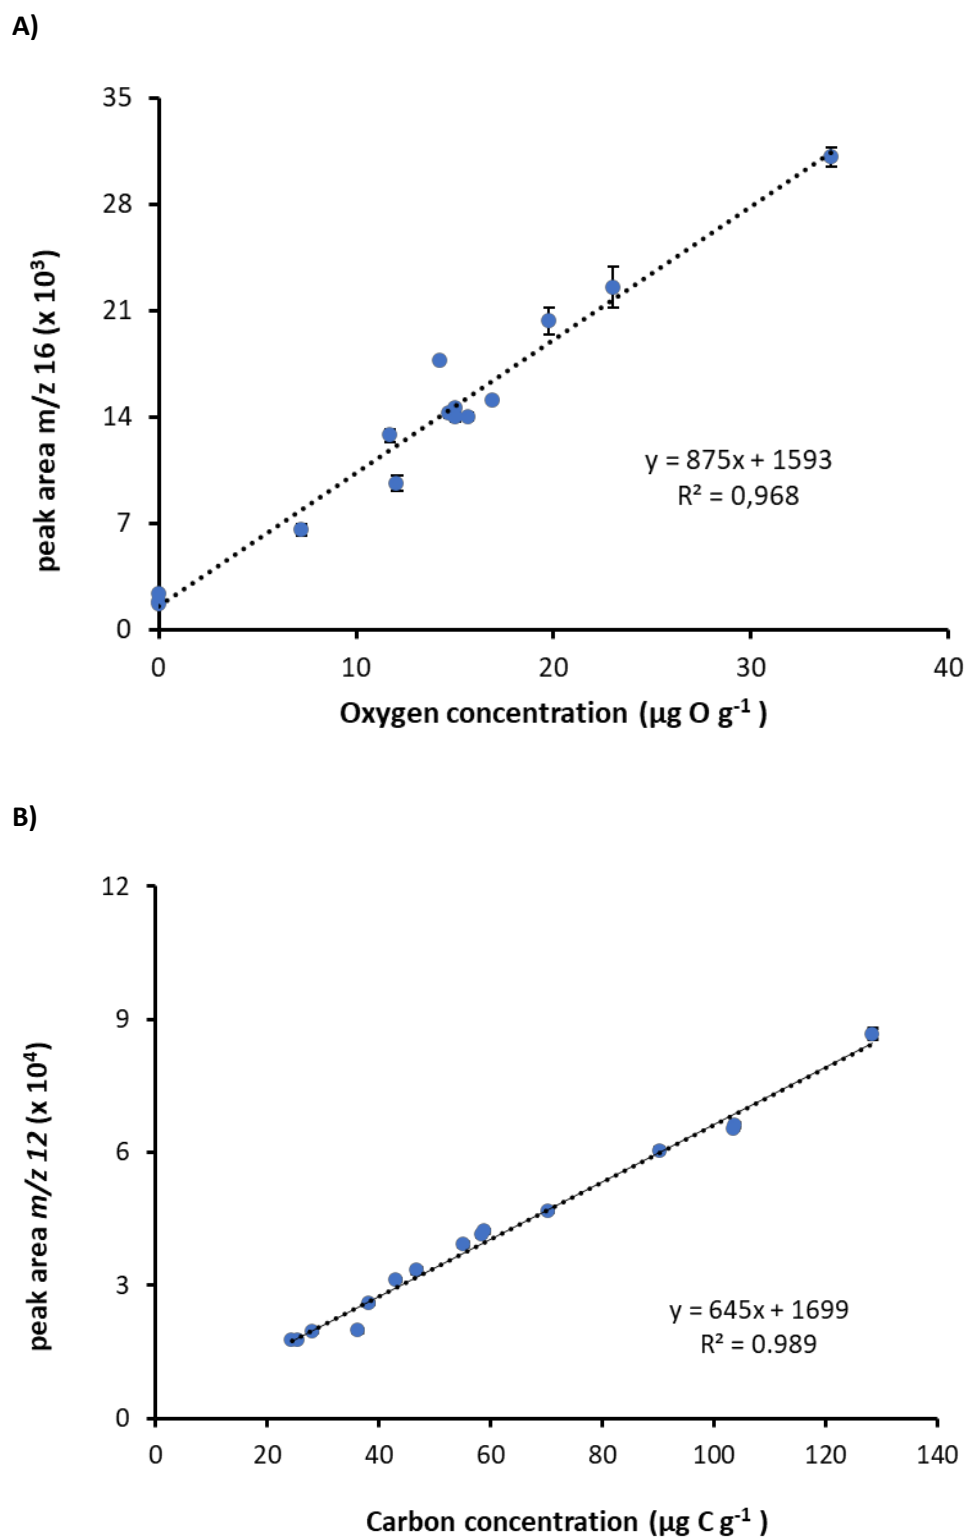 A)
35
28
21
14
7
0
peak area m/z 16 (x 10³)
y = 875x + 1593
R² = 0,968
0 10 20 30 40
Oxygen concentration (µg O g⁻¹ )
B)
12
9
6
3
0
peak area m/z 12 (x 10⁴)
y = 645x + 1699
R² = 0.989
0 20 40 60 80 100 120 140
Carbon concentration (µg C g⁻¹ )